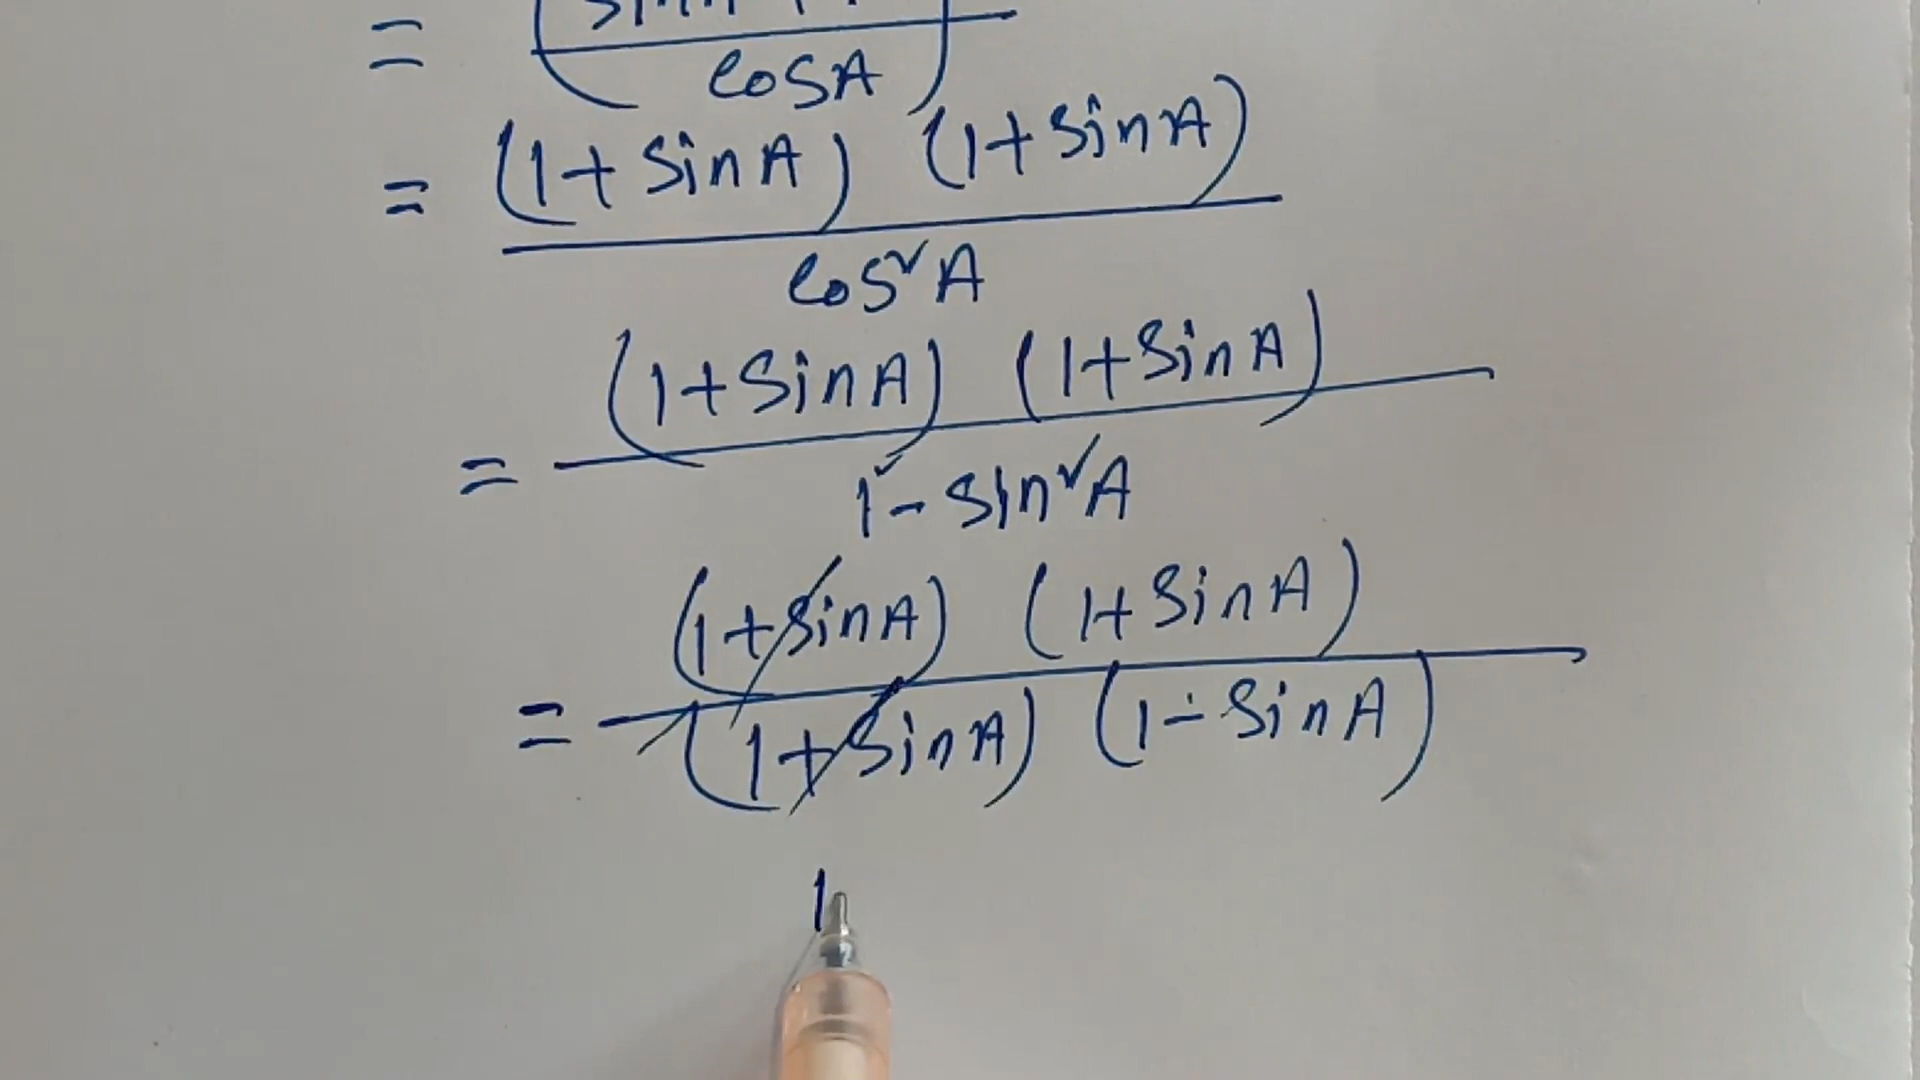 =
cosA
= (1+ sinA) (1+ sinA)
cos²A
(1+sinA) (1+sinA)
=
1² - sin²A
(1+sinA) (1+sinA)
=
(1+sinA) (1-sinA)
1